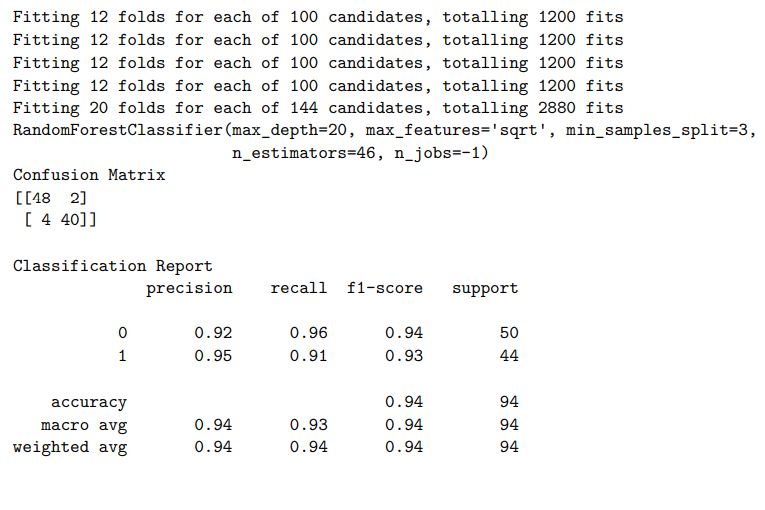 Fitting 12 folds for each of 100 candidates, totalling 1200 fits
Fitting 12 folds for each of 100 candidates, totalling 1200 fits
Fitting 12 folds for each of 100 candidates, totalling 1200 fits
Fitting 12 folds for each of 100 candidates, totalling 1200 fits
Fitting 20 folds for each of 144 candidates, totalling 2880 fits
RandomForestClassifier(max_depth=20, max_features='sqrt', min_samples_split=3,
                       n_estimators=46, n_jobs=-1)
Confusion Matrix
[[48  2]
 [ 4 40]]

Classification Report
              precision    recall  f1-score   support

           0       0.92      0.96      0.94        50
           1       0.95      0.91      0.93        44

    accuracy                           0.94        94
   macro avg       0.94      0.93      0.94        94
weighted avg       0.94      0.94      0.94        94